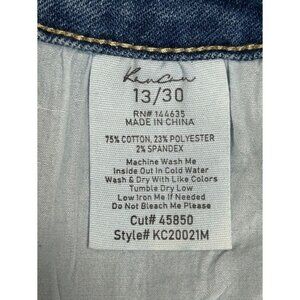 KanCan
13/30
RN# 144635
MADE IN CHINA
75% COTTON, 23% POLYESTER
2% SPANDEX
Machine Wash Me
Inside Out In Cold Water
Wash & Dry With Like Colors
Tumble Dry Low
Low Iron Me If Needed
Do Not Bleach Me Please
Cut# 45850
Style# KC20021M